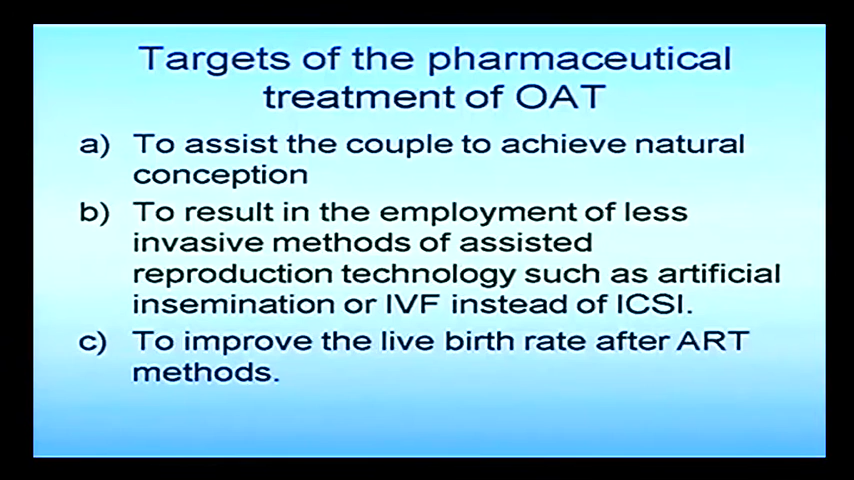 Targets of the pharmaceutical
treatment of OAT
a) To assist the couple to achieve natural
conception
b) To result in the employment of less
invasive methods of assisted
reproduction technology such as artificial
insemination or IVF instead of ICSI.
c) To improve the live birth rate after ART
methods.